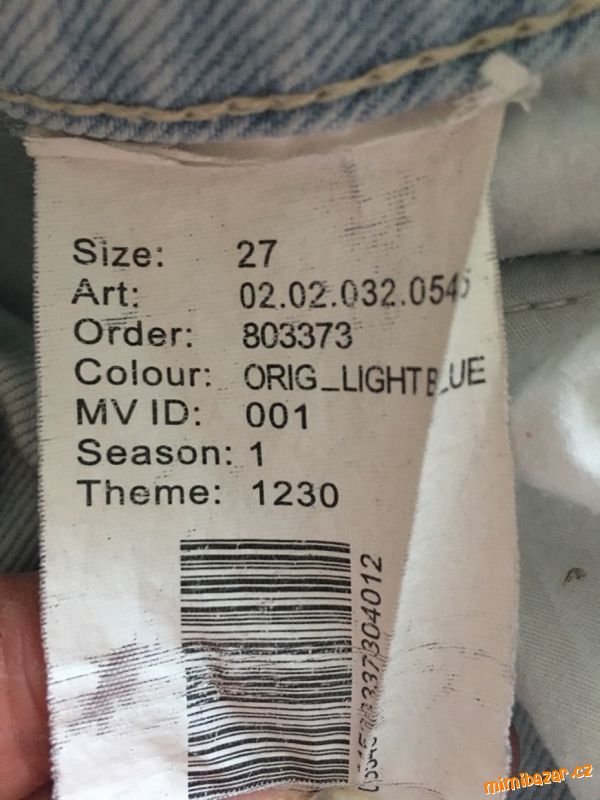 Size: 27
Art: 02.02.032.0545
Order: 803373
Colour: ORIG_LIGHT BLUE
MV ID: 001
Season: 1
Theme: 1230
mimibazar.cz